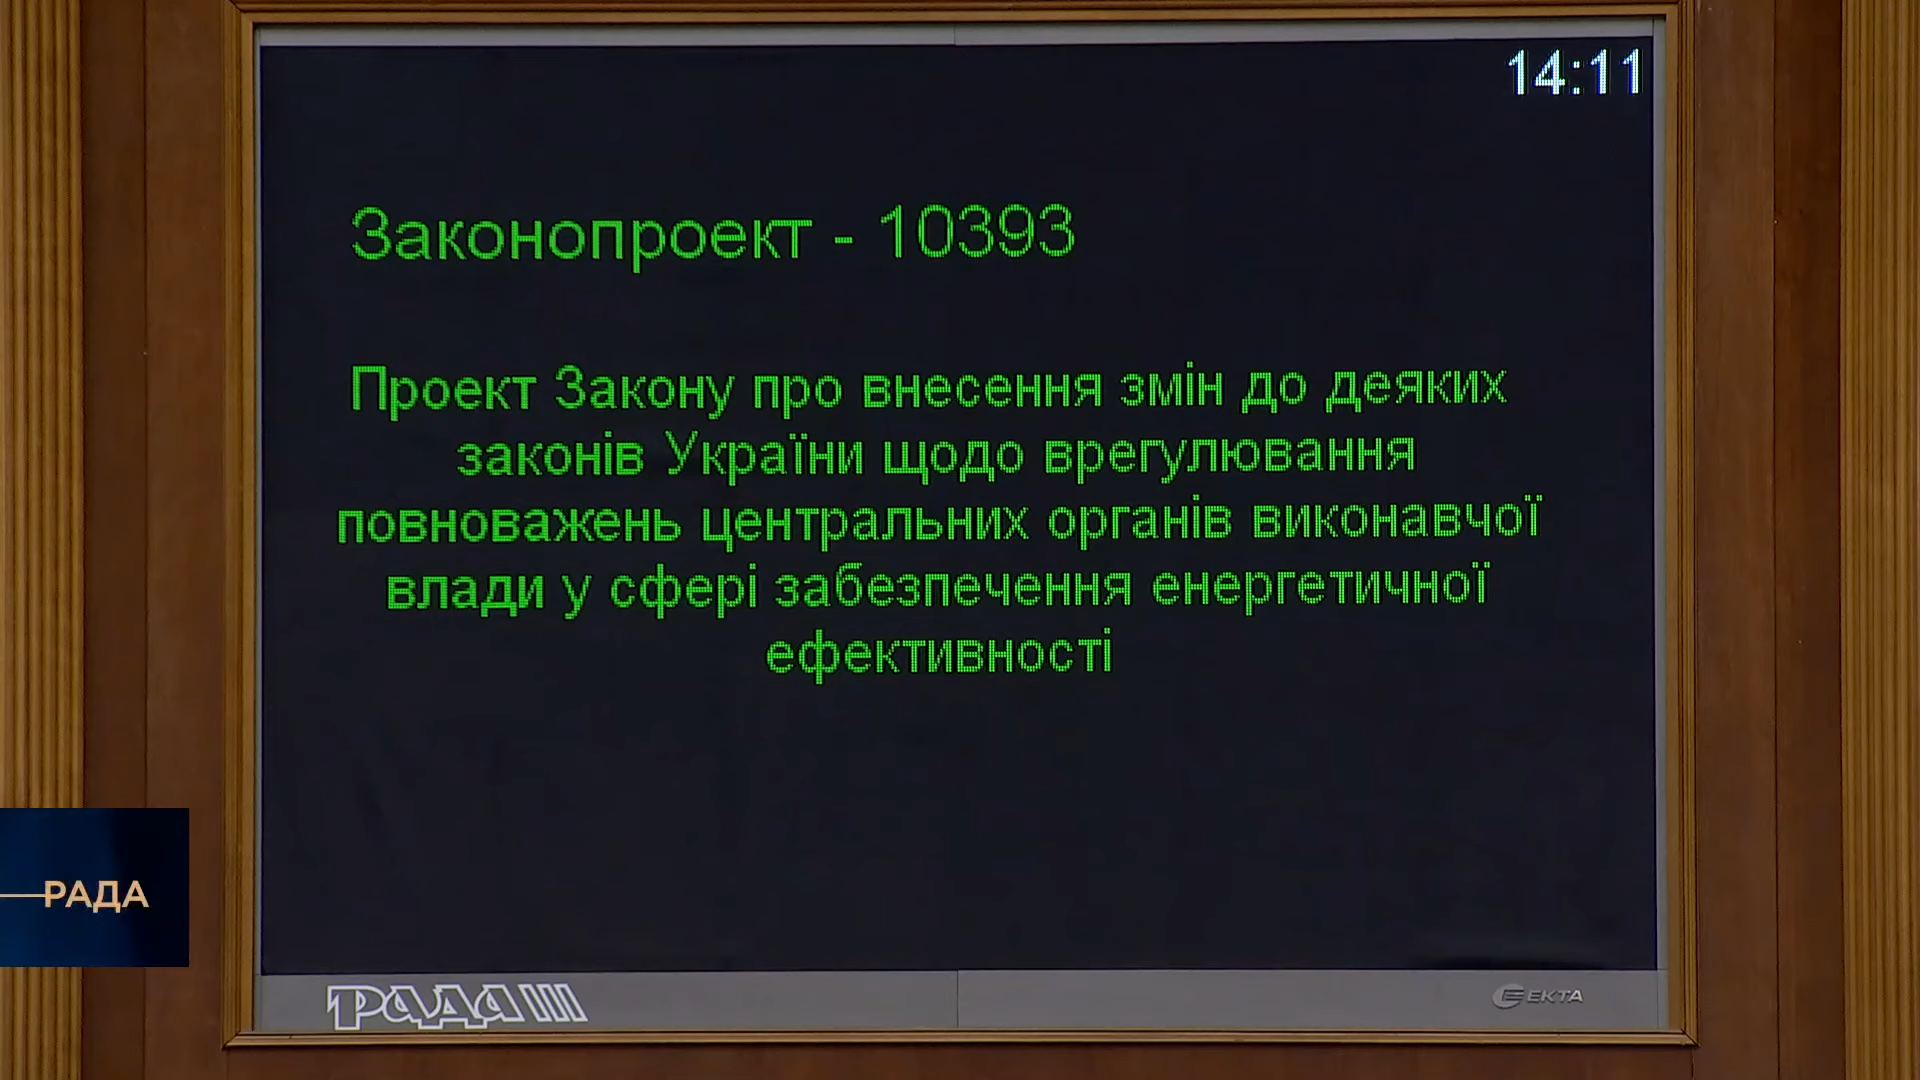 14:11
Законопроект - 10393
Проект Закону про внесення змін до деяких
законів України щодо врегулювання
повноважень центральних органів виконавчої
влади у сфері забезпечення енергетичної
ефективності
РАДА
РАДА III
ЕКТА